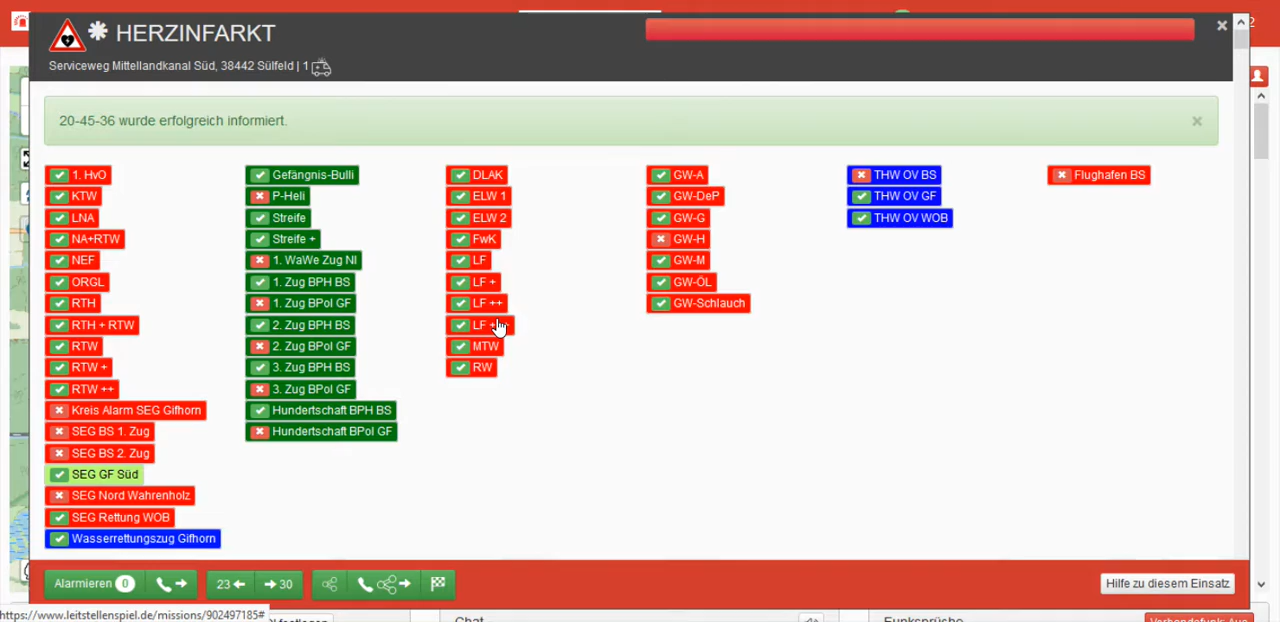 HERZINFARKT
Serviceweg Mittellandkanal Süd, 38442 Sülfeld | 1
20-45-36 wurde erfolgreich informiert.
1. HvO
KTW
LNA
NA+RTW
NEF
ORGL
RTH
RTH + RTW
RTW
RTW +
RTW ++
Kreis Alarm SEG Gifhorn
SEG BS 1. Zug
SEG BS 2. Zug
SEG GF Süd
SEG Nord Wahrenholz
SEG Rettung WOB
Wasserrettungszug Gifhorn
Gefängnis-Bulli
P-Heli
Streife
Streife +
1. WaWe Zug NI
1. Zug BPH BS
1. Zug BPol GF
2. Zug BPH BS
2. Zug BPol GF
3. Zug BPH BS
3. Zug BPol GF
Hundertschaft BPH BS
Hundertschaft BPol GF
DLAK
ELW 1
ELW 2
FwK
LF
LF +
LF ++
LF
MTW
RW
GW-A
GW-DeP
GW-G
GW-H
GW-M
GW-ÖL
GW-Schlauch
THW OV BS
THW OV GF
THW OV WOB
Flughafen BS
Alarmieren 0
23
30
Hilfe zu diesem Einsatz
https://www.leitstellenspiel.de/missions/902497185#
Chat
Funksprüche